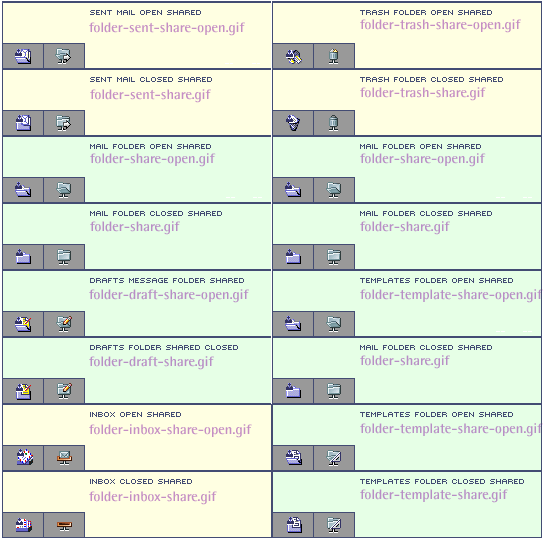 SENT MAIL OPEN SHARED
folder-sent-share-open.gif
TRASH FOLDER OPEN SHARED
folder-trash-share-open.gif
SENT MAIL CLOSED SHARED
folder-sent-share.gif
TRASH FOLDER CLOSED SHARED
folder-trash-share.gif
MAIL FOLDER OPEN SHARED
folder-share-open.gif
MAIL FOLDER OPEN SHARED
folder-share-open.gif
MAIL FOLDER CLOSED SHARED
folder-share.gif
MAIL FOLDER CLOSED SHARED
folder-share.gif
DRAFTS MESSAGE FOLDER SHARED
folder-draft-share-open.gif
TEMPLATES FOLDER OPEN SHARED
folder-template-share-open.gif
DRAFTS FOLDER SHARED CLOSED
folder-draft-share.gif
MAIL FOLDER CLOSED SHARED
folder-share.gif
INBOX OPEN SHARED
folder-inbox-share-open.gif
TEMPLATES FOLDER OPEN SHARED
folder-template-share-open.gif
INBOX CLOSED SHARED
folder-inbox-share.gif
TEMPLATES FOLDER CLOSED SHARED
folder-template-share.gif